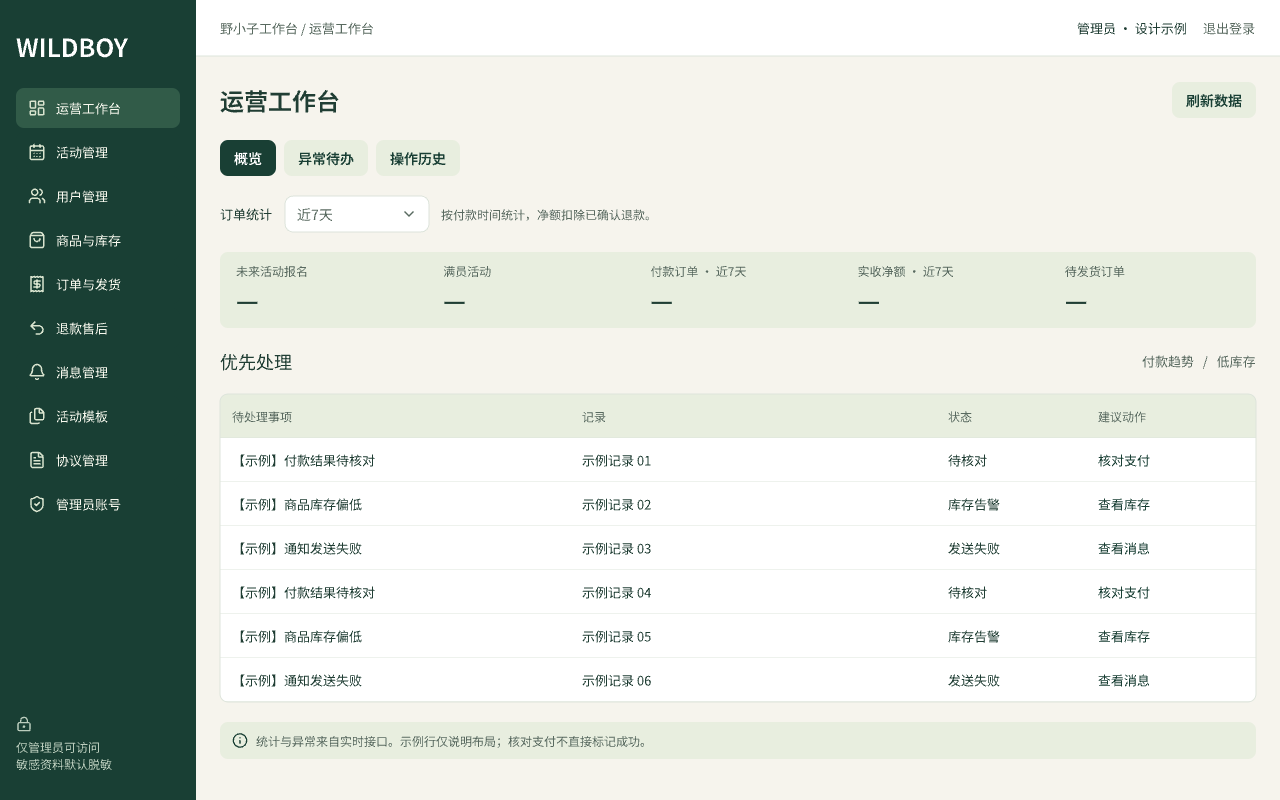 WILDBOY
运营工作台
活动管理
用户管理
商品与库存
订单与发货
退款售后
消息管理
活动模板
协议管理
管理员账号
仅管理员可访问
敏感资料默认脱敏
野小子工作台 / 运营工作台
管理员 · 设计示例 退出登录
运营工作台
刷新数据
概览 异常待办 操作历史
订单统计 近7天 按付款时间统计，净额扣除已确认退款。
未来活动报名 满员活动 付款订单 · 近7天 实收净额 · 近7天 待发货订单
— — — — —
优先处理 付款趋势 / 低库存
待处理事项 记录 状态 建议动作
【示例】付款结果待核对 示例记录 01 待核对 核对支付
【示例】商品库存偏低 示例记录 02 库存告警 查看库存
【示例】通知发送失败 示例记录 03 发送失败 查看消息
【示例】付款结果待核对 示例记录 04 待核对 核对支付
【示例】商品库存偏低 示例记录 05 库存告警 查看库存
【示例】通知发送失败 示例记录 06 发送失败 查看消息
统计与异常来自实时接口。示例行仅说明布局；核对支付不直接标记成功。